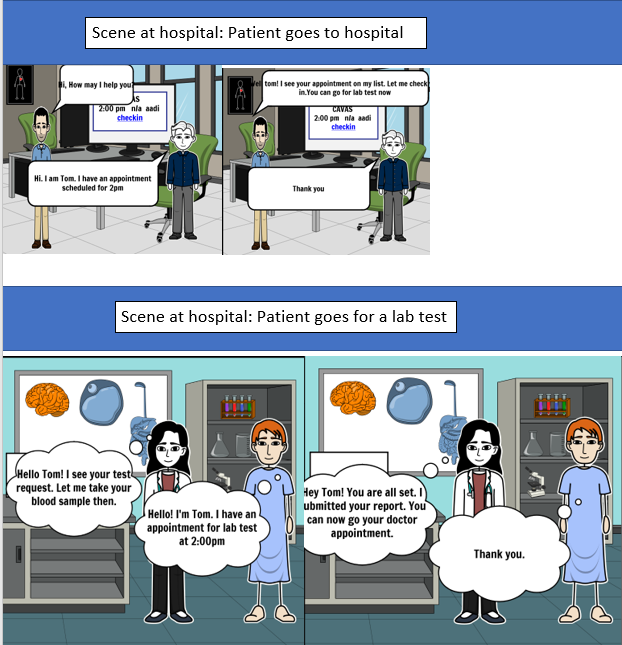 Scene at hospital: Patient goes to hospital
Hi, How may I help you?
AS
2:00 pm n/a aadi
checkin
Hi. I am Tom. I have an appointment
scheduled for 2pm
tom! I see your appointment on my list. Let me check
in.You can go for lab test now
CAVAS
2:00 pm n/a aadi
checkin
Thank you
Scene at hospital: Patient goes for a lab test
Hello Tom! I see your test
request. Let me take your
blood sample then.
Hello! I'm Tom. I have an
appointment for lab test
at 2:00pm
Hey Tom! You are all set. I
ubmitted your report. You
can now go your doctor
appointment.
Thank you.